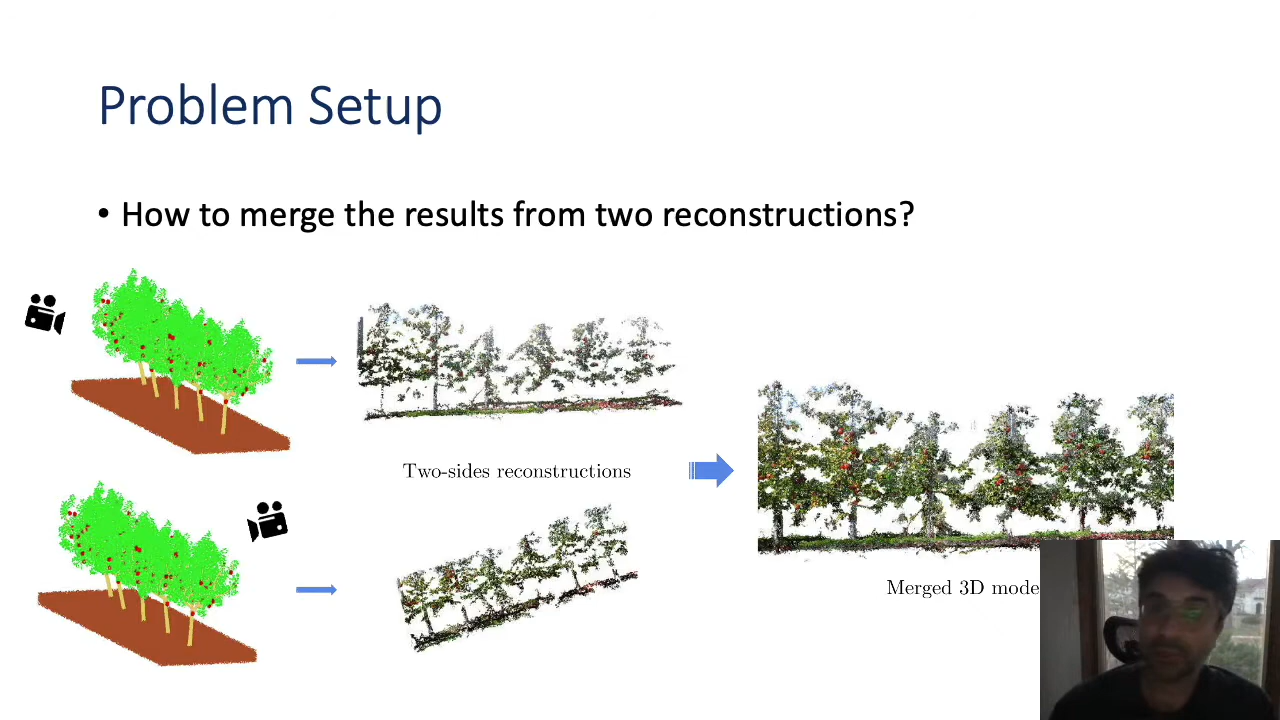 Problem Setup
• How to merge the results from two reconstructions?
Two-sides reconstructions
Merged 3D mode